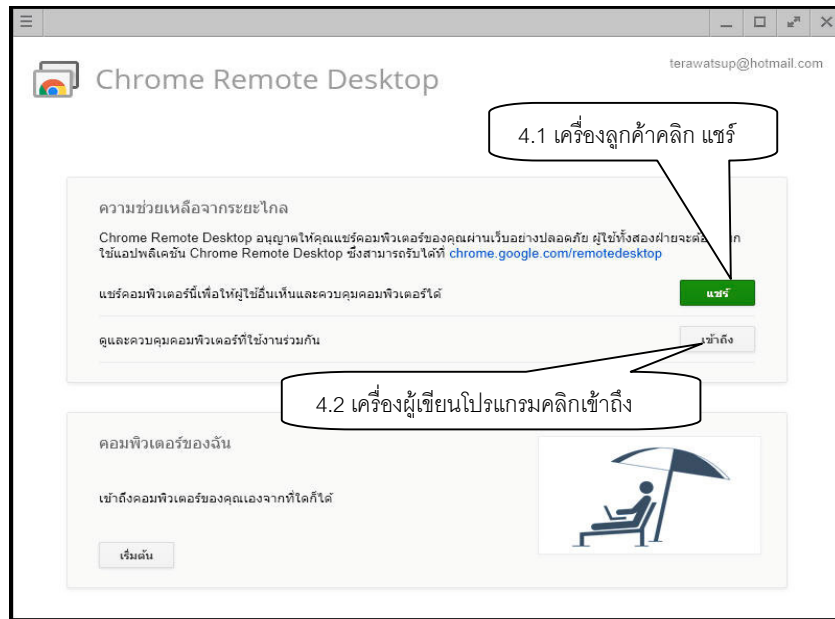 Chrome Remote Desktop
terawatsup@hotmail.com
4.1 เครื่องลูกค้าคลิก แชร์
ความช่วยเหลือจากระยะไกล
Chrome Remote Desktop อนุญาตให้คุณแชร์คอมพิวเตอร์ของคุณผ่านเว็บอย่างปลอดภัย ผู้ใช้ทั้งสองฝ่ายจะ
ใช้แอปพลิเคชัน Chrome Remote Desktop ซึ่งสามารถรับได้ที่ chrome.google.com/remotedesktop
แชร์คอมพิวเตอร์นี้เพื่อให้ผู้ใช้อื่นเห็นและควบคุมคอมพิวเตอร์ได้
แชร์
ดูและควบคุมคอมพิวเตอร์ที่ใช้งานร่วมกัน
เข้าถึง
4.2 เครื่องผู้เขียนโปรแกรมคลิกเข้าถึง
คอมพิวเตอร์ของฉัน
เข้าถึงคอมพิวเตอร์ของคุณเองจากที่ใดก็ได้
เริ่มต้น